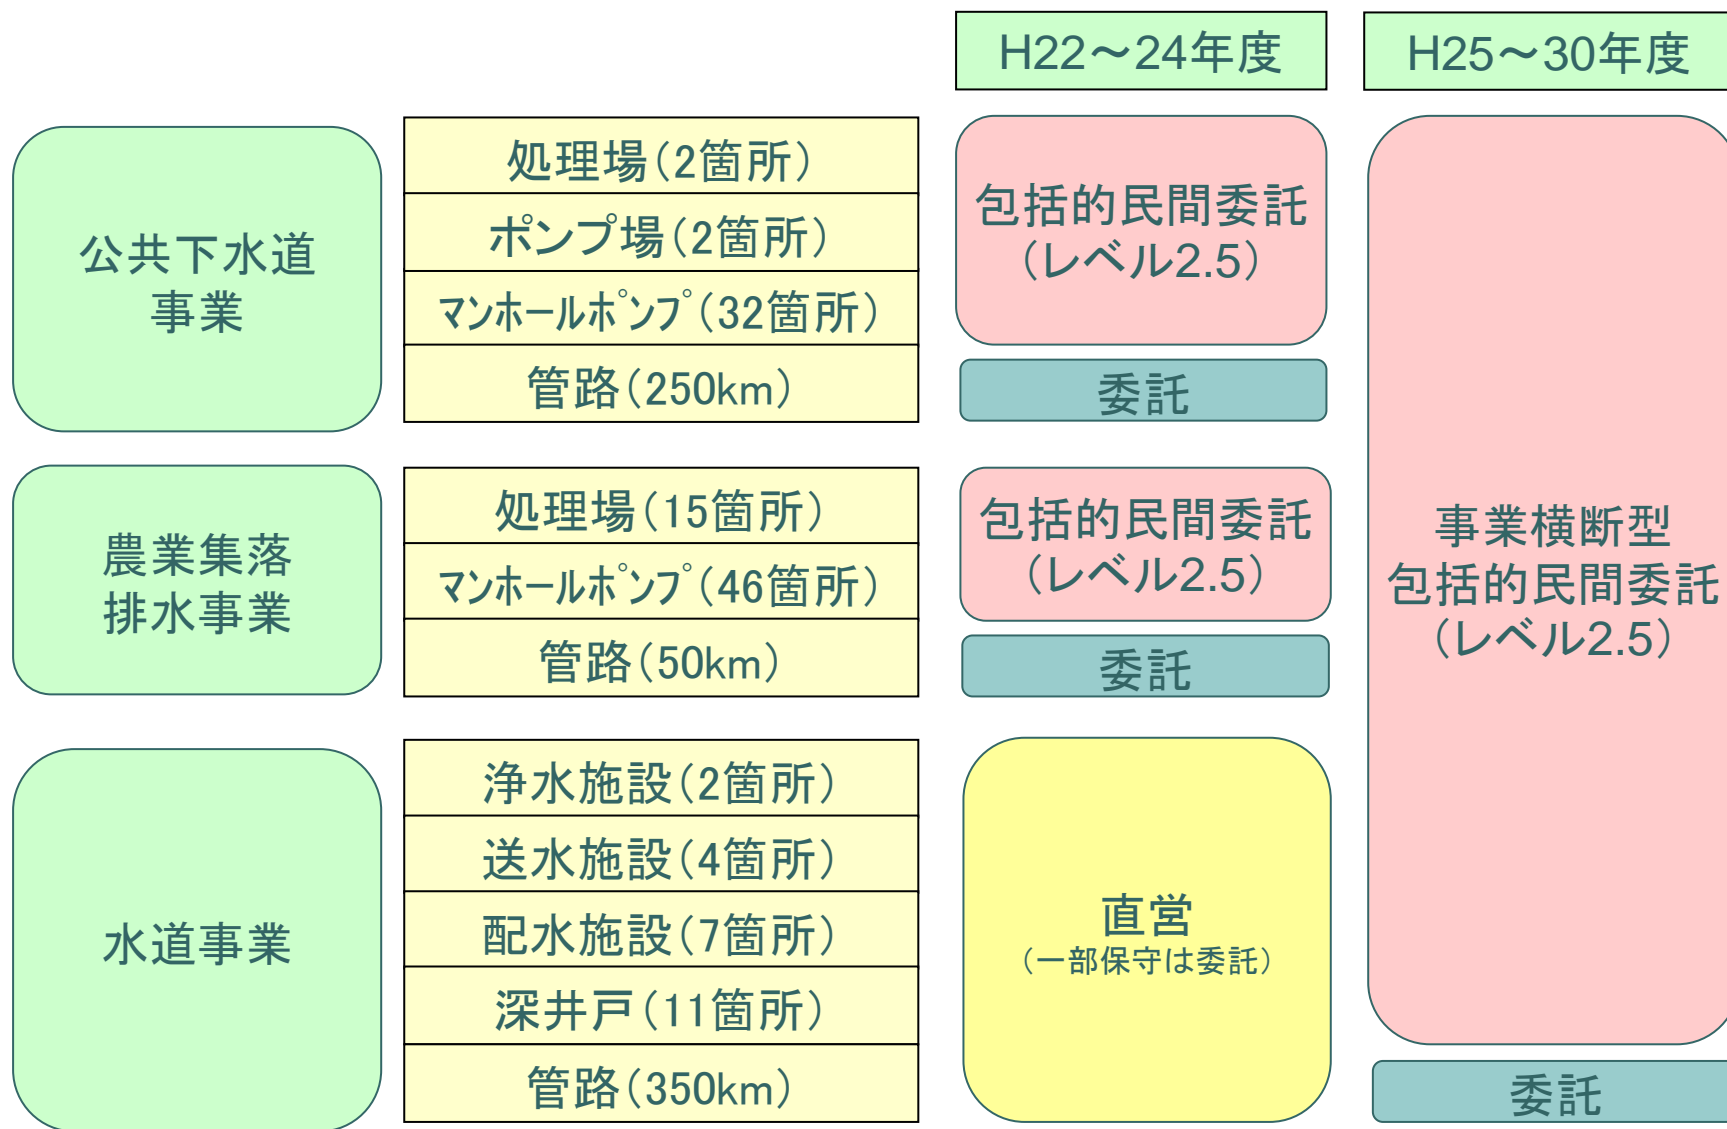 H22～24年度
H25～30年度
公共下水道
事業
処理場(2箇所)
ポンプ場(2箇所)
ﾏﾝﾎｰﾙﾎﾟﾝﾌﾟ(32箇所)
管路(250km)
包括的民間委託
(レベル2.5)
委託
農業集落
排水事業
処理場(15箇所)
ﾏﾝﾎｰﾙﾎﾟﾝﾌﾟ(46箇所)
管路(50km)
包括的民間委託
(レベル2.5)
委託
水道事業
浄水施設(2箇所)
送水施設(4箇所)
配水施設(7箇所)
深井戸(11箇所)
管路(350km)
直営
(一部保守は委託)
事業横断型
包括的民間委託
(レベル2.5)
委託